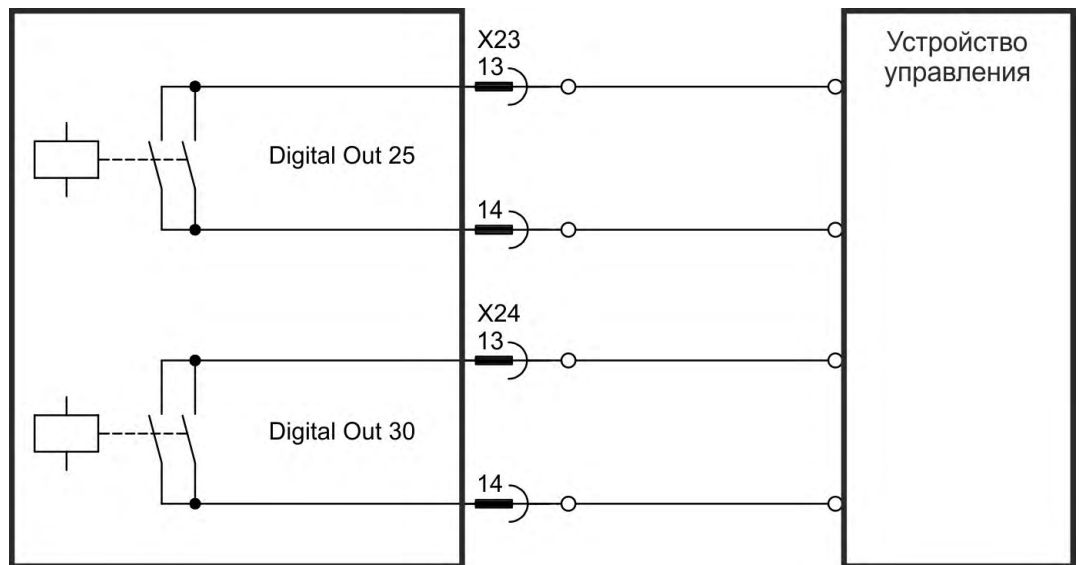 X23
13
Устройство
управления
Digital Out 25
14
X24
13
Digital Out 30
14